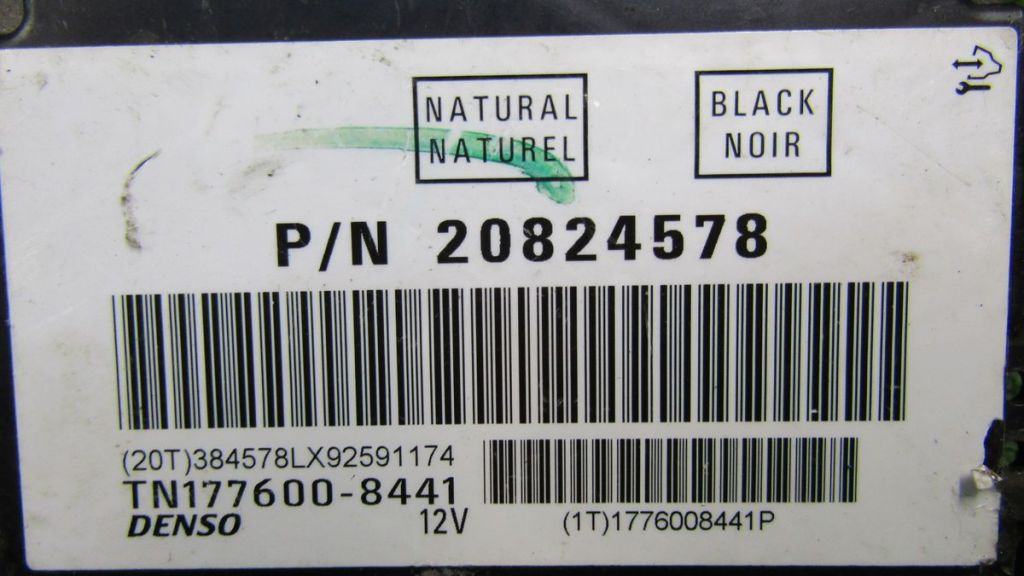 NATURAL
NATUREL
BLACK
NOIR
P/N 20824578
(20T)384578LX92591174
TN177600-8441
DENSO 12V
(1T)1776008441P